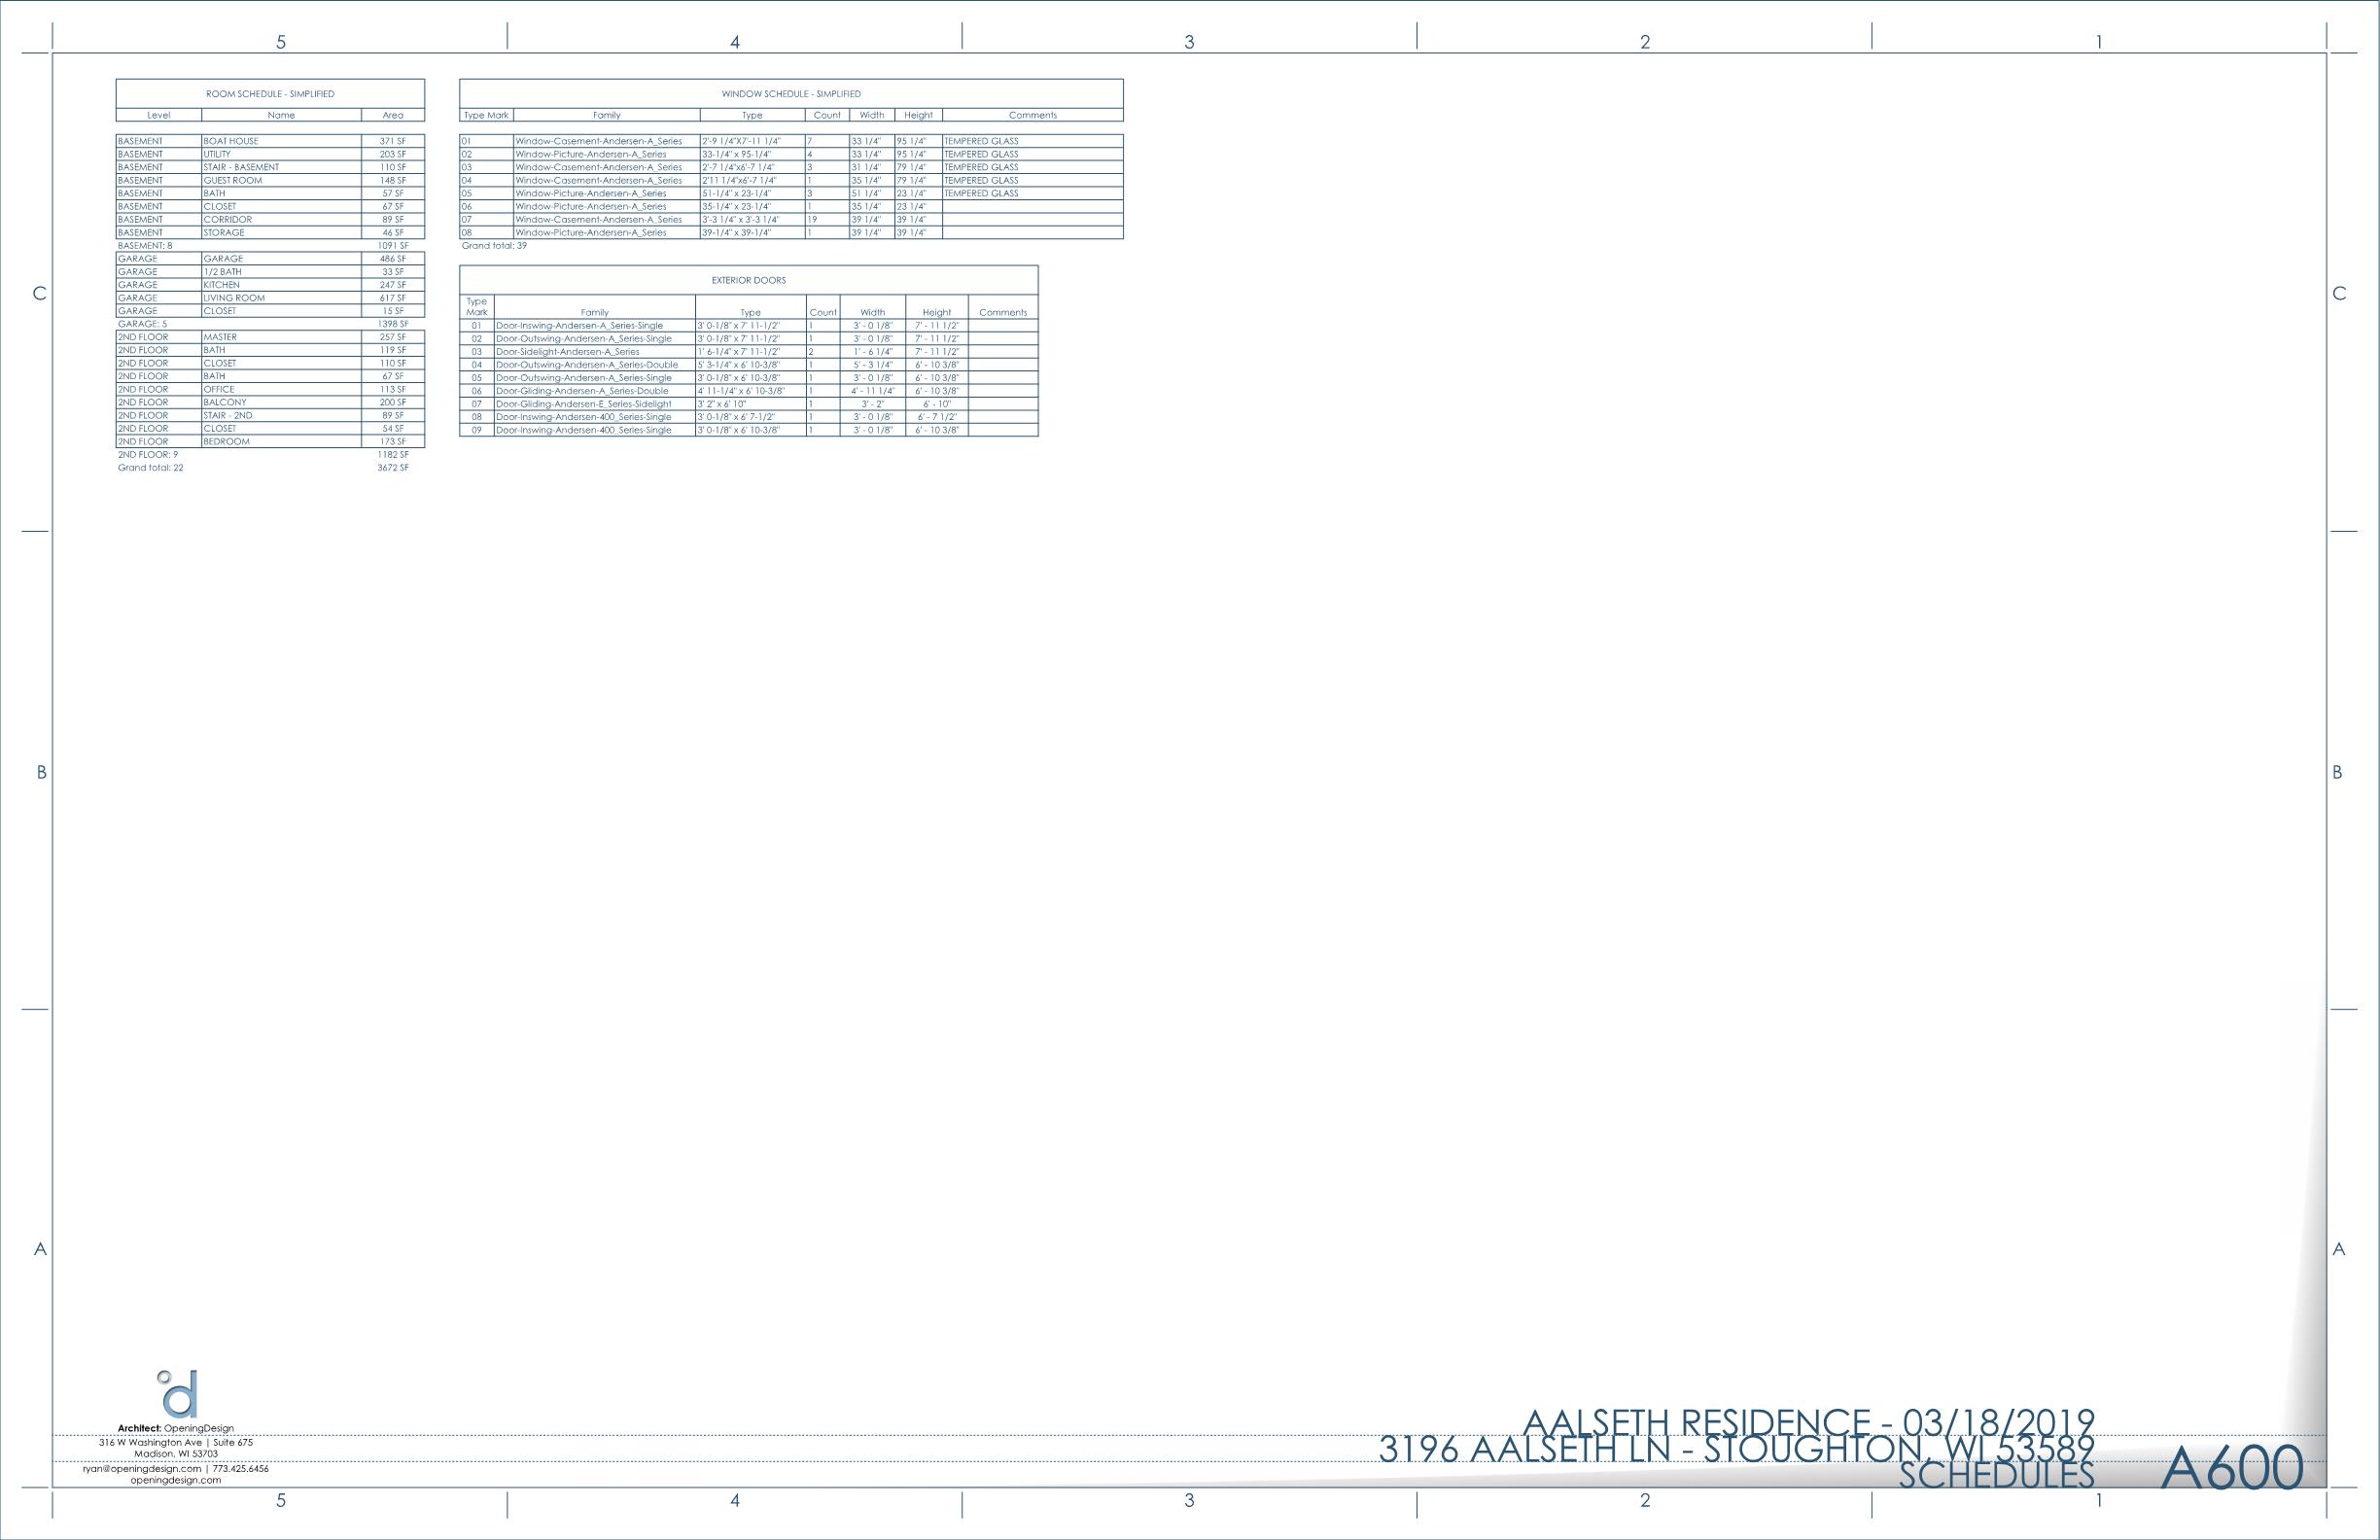 5 4 3 2 1
ROOM SCHEDULE - SIMPLIFIED
Level Name Area
BASEMENT BOAT HOUSE 371 SF
BASEMENT UTILITY 203 SF
BASEMENT STAIR - BASEMENT 110 SF
BASEMENT GUEST ROOM 148 SF
BASEMENT BATH 57 SF
BASEMENT CLOSET 67 SF
BASEMENT CORRIDOR 89 SF
BASEMENT STORAGE 46 SF
BASEMENT: 8 1091 SF
GARAGE GARAGE 486 SF
GARAGE 1/2 BATH 33 SF
GARAGE KITCHEN 247 SF
GARAGE LIVING ROOM 617 SF
GARAGE CLOSET 15 SF
GARAGE: 5 1398 SF
2ND FLOOR MASTER 257 SF
2ND FLOOR BATH 119 SF
2ND FLOOR CLOSET 110 SF
2ND FLOOR BATH 67 SF
2ND FLOOR OFFICE 113 SF
2ND FLOOR BALCONY 200 SF
2ND FLOOR STAIR - 2ND 89 SF
2ND FLOOR CLOSET 54 SF
2ND FLOOR BEDROOM 173 SF
2ND FLOOR: 9 1182 SF
Grand total: 22 3672 SF
WINDOW SCHEDULE - SIMPLIFIED
Type Mark Family Type Count Width Height Comments
01 Window-Casement-Andersen-A_Series 2'-9 1/4"X7'-11 1/4" 7 33 1/4" 95 1/4" TEMPERED GLASS
02 Window-Picture-Andersen-A_Series 33-1/4" x 95-1/4" 4 33 1/4" 95 1/4" TEMPERED GLASS
03 Window-Casement-Andersen-A_Series 2'-7 1/4"x6'-7 1/4" 3 31 1/4" 79 1/4" TEMPERED GLASS
04 Window-Casement-Andersen-A_Series 2'11 1/4"x6'-7 1/4" 1 35 1/4" 79 1/4" TEMPERED GLASS
05 Window-Picture-Andersen-A_Series 51-1/4" x 23-1/4" 3 51 1/4" 23 1/4" TEMPERED GLASS
06 Window-Picture-Andersen-A_Series 35-1/4" x 23-1/4" 1 35 1/4" 23 1/4"
07 Window-Casement-Andersen-A_Series 3'-3 1/4" x 3'-3 1/4" 19 39 1/4" 39 1/4"
08 Window-Picture-Andersen-A_Series 39-1/4" x 39-1/4" 1 39 1/4" 39 1/4"
Grand total: 39
EXTERIOR DOORS
Type
Mark Family Type Count Width Height Comments
01 Door-Inswing-Andersen-A_Series-Single 3' 0-1/8" x 7' 11-1/2" 1 3' - 0 1/8" 7' - 11 1/2"
02 Door-Outswing-Andersen-A_Series-Single 3' 0-1/8" x 7' 11-1/2" 1 3' - 0 1/8" 7' - 11 1/2"
03 Door-Sidelight-Andersen-A_Series 1' 6-1/4" x 7' 11-1/2" 2 1' - 6 1/4" 7' - 11 1/2"
04 Door-Outswing-Andersen-A_Series-Double 5' 3-1/4" x 6' 10-3/8" 1 5' - 3 1/4" 6' - 10 3/8"
05 Door-Outswing-Andersen-A_Series-Single 3' 0-1/8" x 6' 10-3/8" 1 3' - 0 1/8" 6' - 10 3/8"
06 Door-Gliding-Andersen-A_Series-Double 4' 11-1/4" x 6' 10-3/8" 1 4' - 11 1/4" 6' - 10 3/8"
07 Door-Gliding-Andersen-E_Series-Sidelight 3' 2" x 6' 10" 1 3' - 2" 6' - 10"
08 Door-Inswing-Andersen-400_Series-Single 3' 0-1/8" x 6' 7-1/2" 1 3' - 0 1/8" 6' - 7 1/2"
09 Door-Inswing-Andersen-400_Series-Single 3' 0-1/8" x 6' 10-3/8" 1 3' - 0 1/8" 6' - 10 3/8"
C C
B B
A A
d
Architect: OpeningDesign
316 W Washington Ave | Suite 675
Madison, WI 53703
ryan@openingdesign.com | 773.425.6456
openingdesign.com
AALSETH RESIDENCE - 03/18/2019
3196 AALSETH LN - STOUGHTON, WI 53589
SCHEDULES
A600
5 4 3 2 1